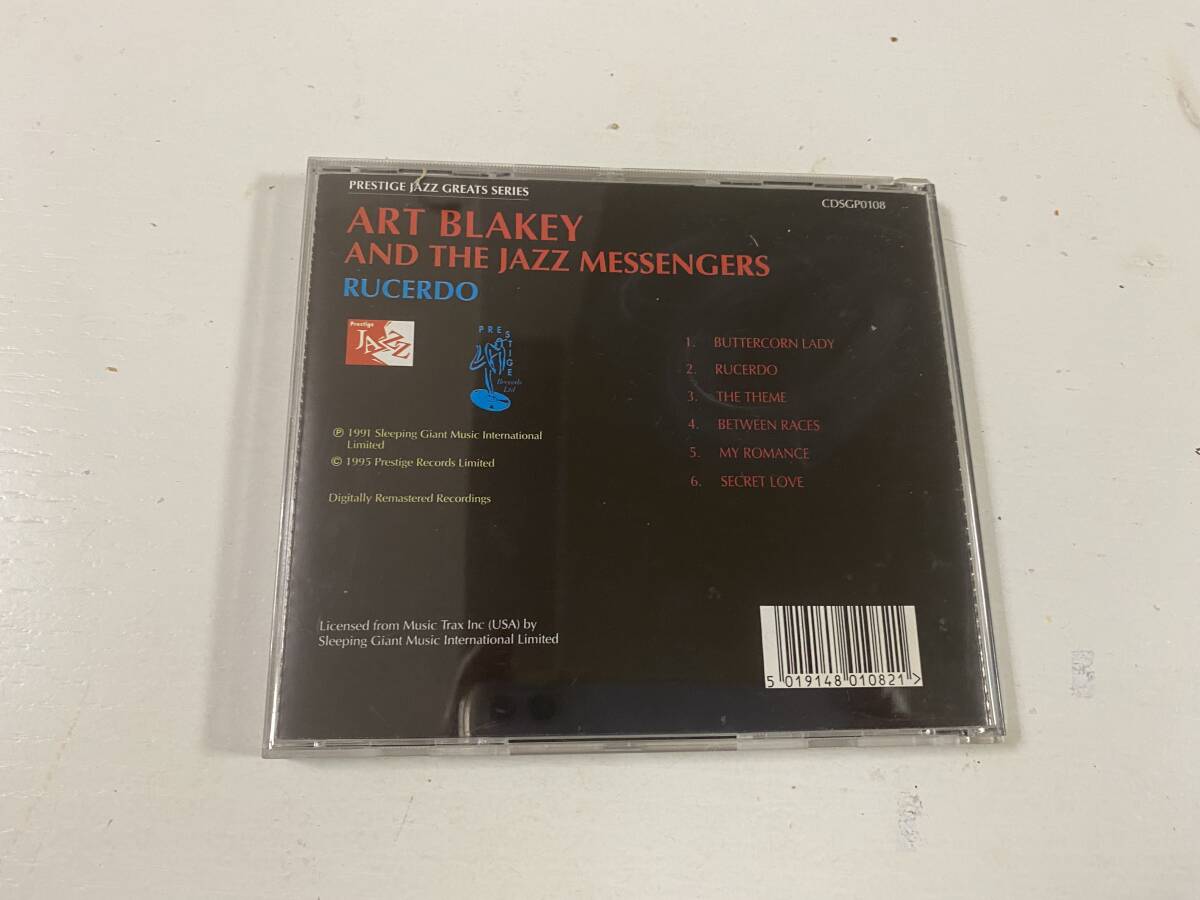 PRESTIGE JAZZ GREATS SERIES
CDSGP0108
ART BLAKEY
AND THE JAZZ MESSENGERS
RUCERDO
Prestige
JAZZ
PRESTIGE
Records
Ltd
1. BUTTERCORN LADY
2. RUCERDO
3. THE THEME
4. BETWEEN RACES
5. MY ROMANCE
6. SECRET LOVE
℗ 1991 Sleeping Giant Music International
Limited
© 1995 Prestige Records Limited
Digitally Remastered Recordings
Licensed from Music Trax Inc (USA) by
Sleeping Giant Music International Limited
5 019148 010821 >